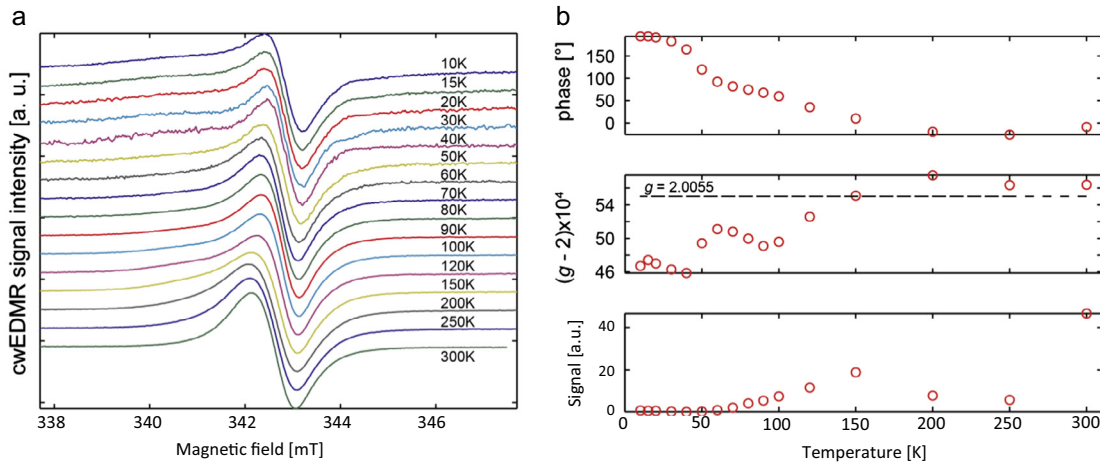 a
cwEDMR signal intensity [a. u.]
10K
15K
20K
30K
40K
50K
60K
70K
80K
90K
100K
120K
150K
200K
250K
300K
338 340 342 344 346
Magnetic field [mT]
b
phase [°]
150
100
50
0
(g - 2)x10⁴
54
50
46
g = 2.0055
Signal [a.u.]
40
20
0
0 50 100 150 200 250 300
Temperature [K]